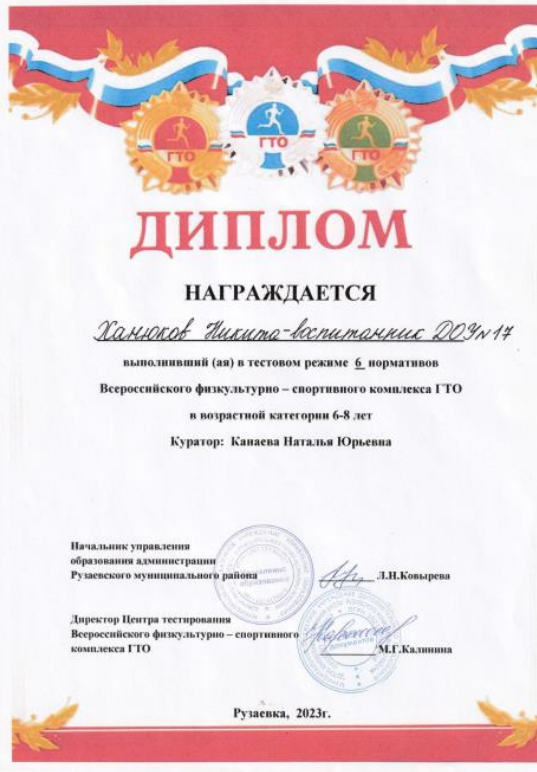 ГТО
ГТО
ГТО
ДИПЛОМ
НАГРАЖДАЕТСЯ
Ханюков Никита-воспитанник ДОУN17
выполнивший (ая) в тестовом режиме 6 нормативов
Всероссийского физкультурно – спортивного комплекса ГТО
в возрастной категории 6-8 лет
Куратор: Канаева Наталья Юрьевна
Начальник управления
образования администрации
Рузаевского муниципального района
Л.Н.Ковырева
Директор Центра тестирования
Всероссийского физкультурно – спортивного
комплекса ГТО
М.Г.Калинина
документов
Рузаевка, 2023г.